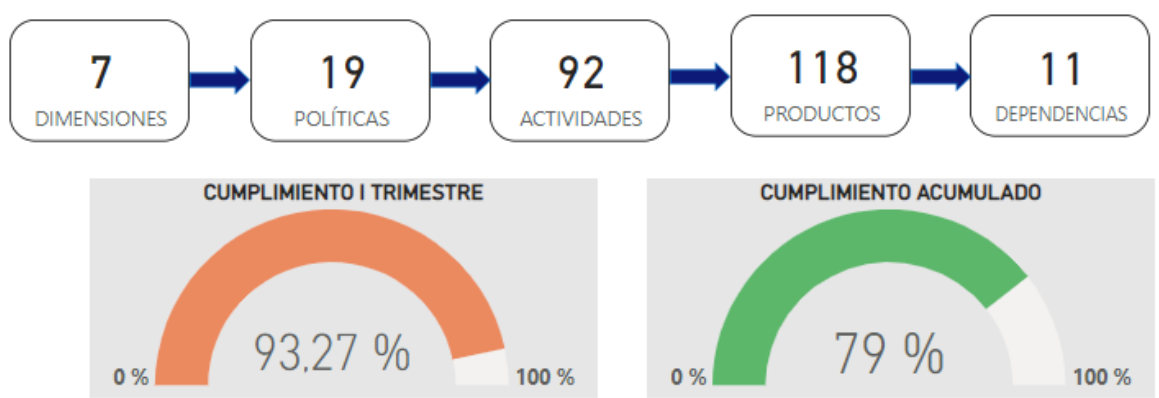 7
DIMENSIONES
19
POLÍTICAS
92
ACTIVIDADES
118
PRODUCTOS
11
DEPENDENCIAS
CUMPLIMIENTO I TRIMESTRE
93,27 %
0 %
100 %
CUMPLIMIENTO ACUMULADO
79 %
0 %
100 %